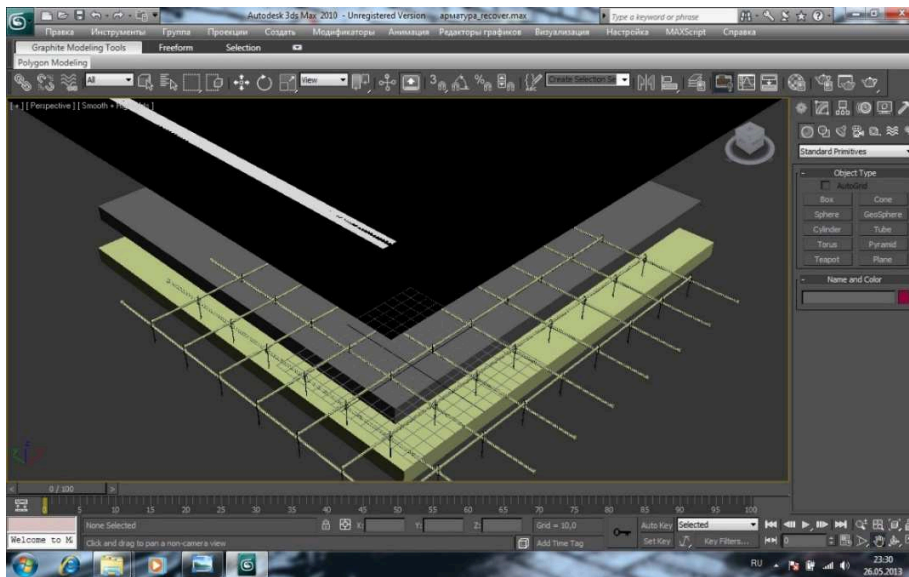 Autodesk 3ds Max 2010 - Unregistered Version арматура_recover.max
Type a keyword or phrase
Правка Инструменты Группа Проекции Создать Модификаторы Анимация Редакторы графиков Визуализация Настройка MAXScript Справка
Graphite Modeling Tools Freeform Selection
Polygon Modeling
All View Create Selection Se
[ + ] [ Perspective ] [ Smooth +
Standard Primitives
- Object Type
AutoGrid
Box Cone
Sphere GeoSphere
Cylinder Tube
Torus Pyramid
Teapot Plane
- Name and Color
0 / 100
0 5 10 15 20 25 30 35 40 45 50 55 60 65 70 75 80 85 90 95 100
None Selected X: Y: Z: Grid = 10,0 Auto Key Selected
Welcome to M Click and drag to pan a non-camera view Add Time Tag Set Key Key Filters... 0
RU 23:30
26.05.2013